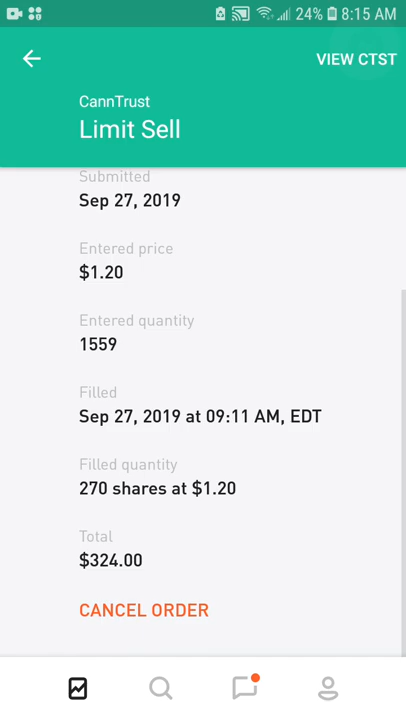 24% 8:15 AM
VIEW CTST
CannTrust
Limit Sell
Submitted
Sep 27, 2019
Entered price
$1.20
Entered quantity
1559
Filled
Sep 27, 2019 at 09:11 AM, EDT
Filled quantity
270 shares at $1.20
Total
$324.00
CANCEL ORDER